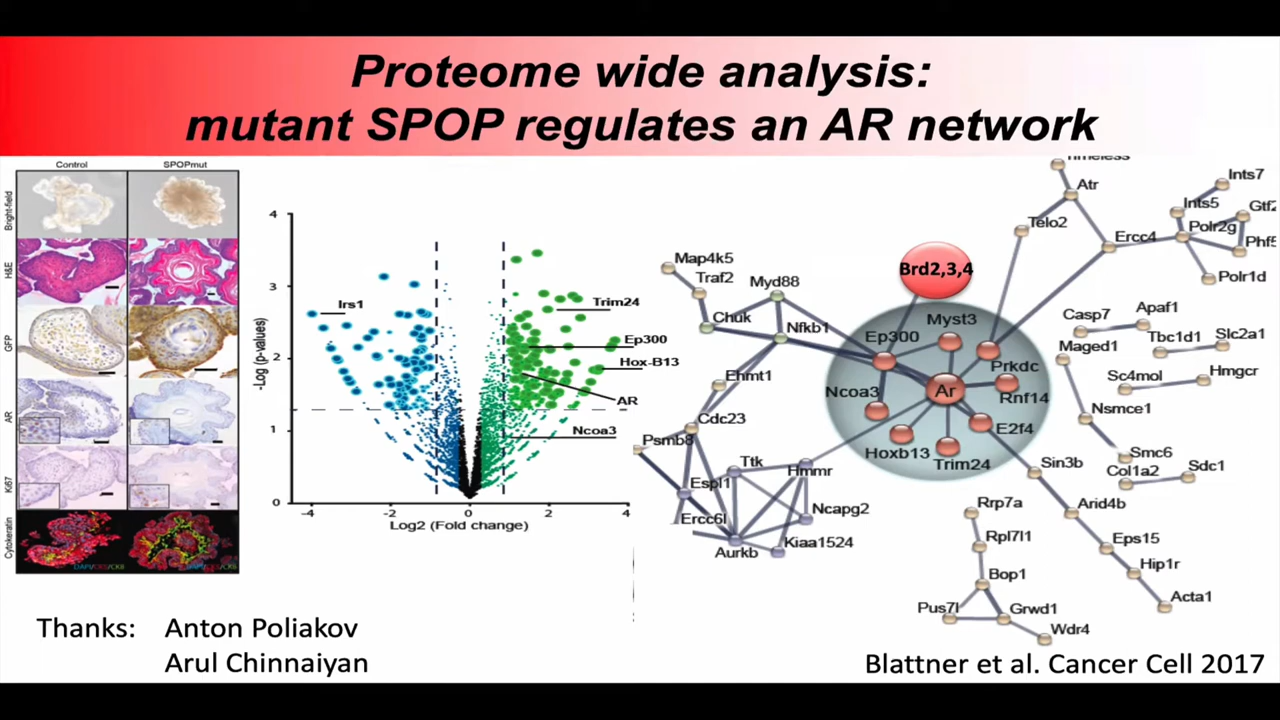 Proteome wide analysis:
mutant SPOP regulates an AR network
Control
SPOPmut
Bright-field
H&E
GFP
AR
Ki67
Cytokeratin
4
3
2
1
0
-Log (p-values)
-4
-2
0
2
4
Log2 (Fold change)
Irs1
Trim24
Ep300
Hox-B13
AR
Ncoa3
Timeless
Atr
Telo2
Ercc4
Ints7
Ints5
Polr2g
Polr1d
Brd2,3,4
Map4k5
Traf2
Chuk
Myd88
Nfkb1
Ehmt1
Cdc23
Psmb8
Espl1
Ercc6l
Ttk
Hmmr
Ncapg2
Aurkb
Kiaa1524
Ep300
Myst3
Prkdc
Ncoa3
Ar
Rnf14
E2f4
Hoxb13
Trim24
Casp7
Apaf1
Tbc1d1
Slc2a1
Maged1
Sc4mol
Hmgcr
Nsmce1
Smc6
Col1a2
Sdc1
Sin3b
Arid4b
Eps15
Hip1r
Acta1
Rrp7a
Rpl7l1
Bop1
Pus7l
Grwd1
Wdr4
Thanks: Anton Poliakov
Arul Chinnaiyan
Blattner et al. Cancer Cell 2017